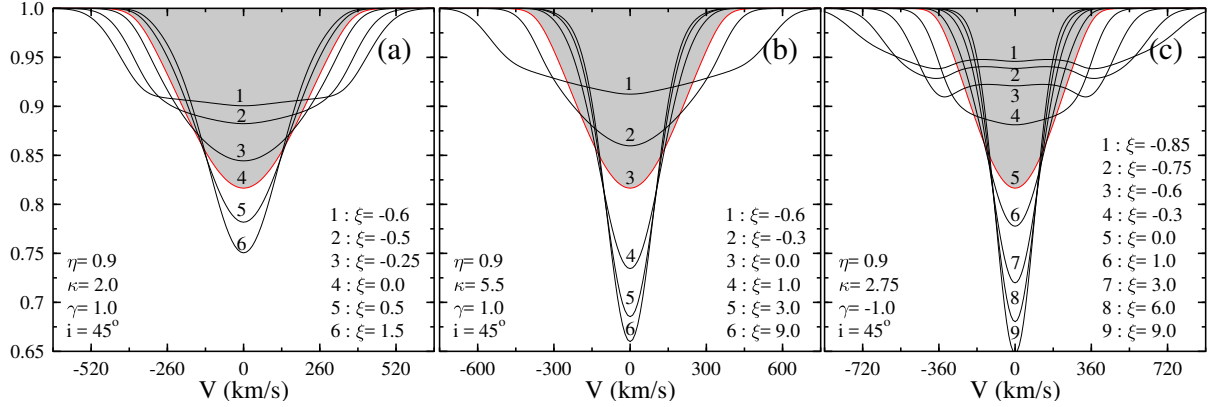 1.0
0.95
0.9
0.85
0.8
0.75
0.7
0.65
(a)
1
2
3
4
5
6
η= 0.9
κ= 2.0
γ= 1.0
i = 45°
1 : ξ= -0.6
2 : ξ= -0.5
3 : ξ= -0.25
4 : ξ= 0.0
5 : ξ= 0.5
6 : ξ= 1.5
-520 -260 0 260 520
V (km/s)
(b)
1
2
3
4
5
6
η= 0.9
κ= 5.5
γ= 1.0
i = 45°
1 : ξ= -0.6
2 : ξ= -0.3
3 : ξ= 0.0
4 : ξ= 1.0
5 : ξ= 3.0
6 : ξ= 9.0
-600 -300 0 300 600
V (km/s)
(c)
1
2
3
4
5
6
7
8
9
η= 0.9
κ= 2.75
γ= -1.0
i = 45°
1 : ξ= -0.85
2 : ξ= -0.75
3 : ξ= -0.6
4 : ξ= -0.3
5 : ξ= 0.0
6 : ξ= 1.0
7 : ξ= 3.0
8 : ξ= 6.0
9 : ξ= 9.0
-720 -360 0 360 720
V (km/s)